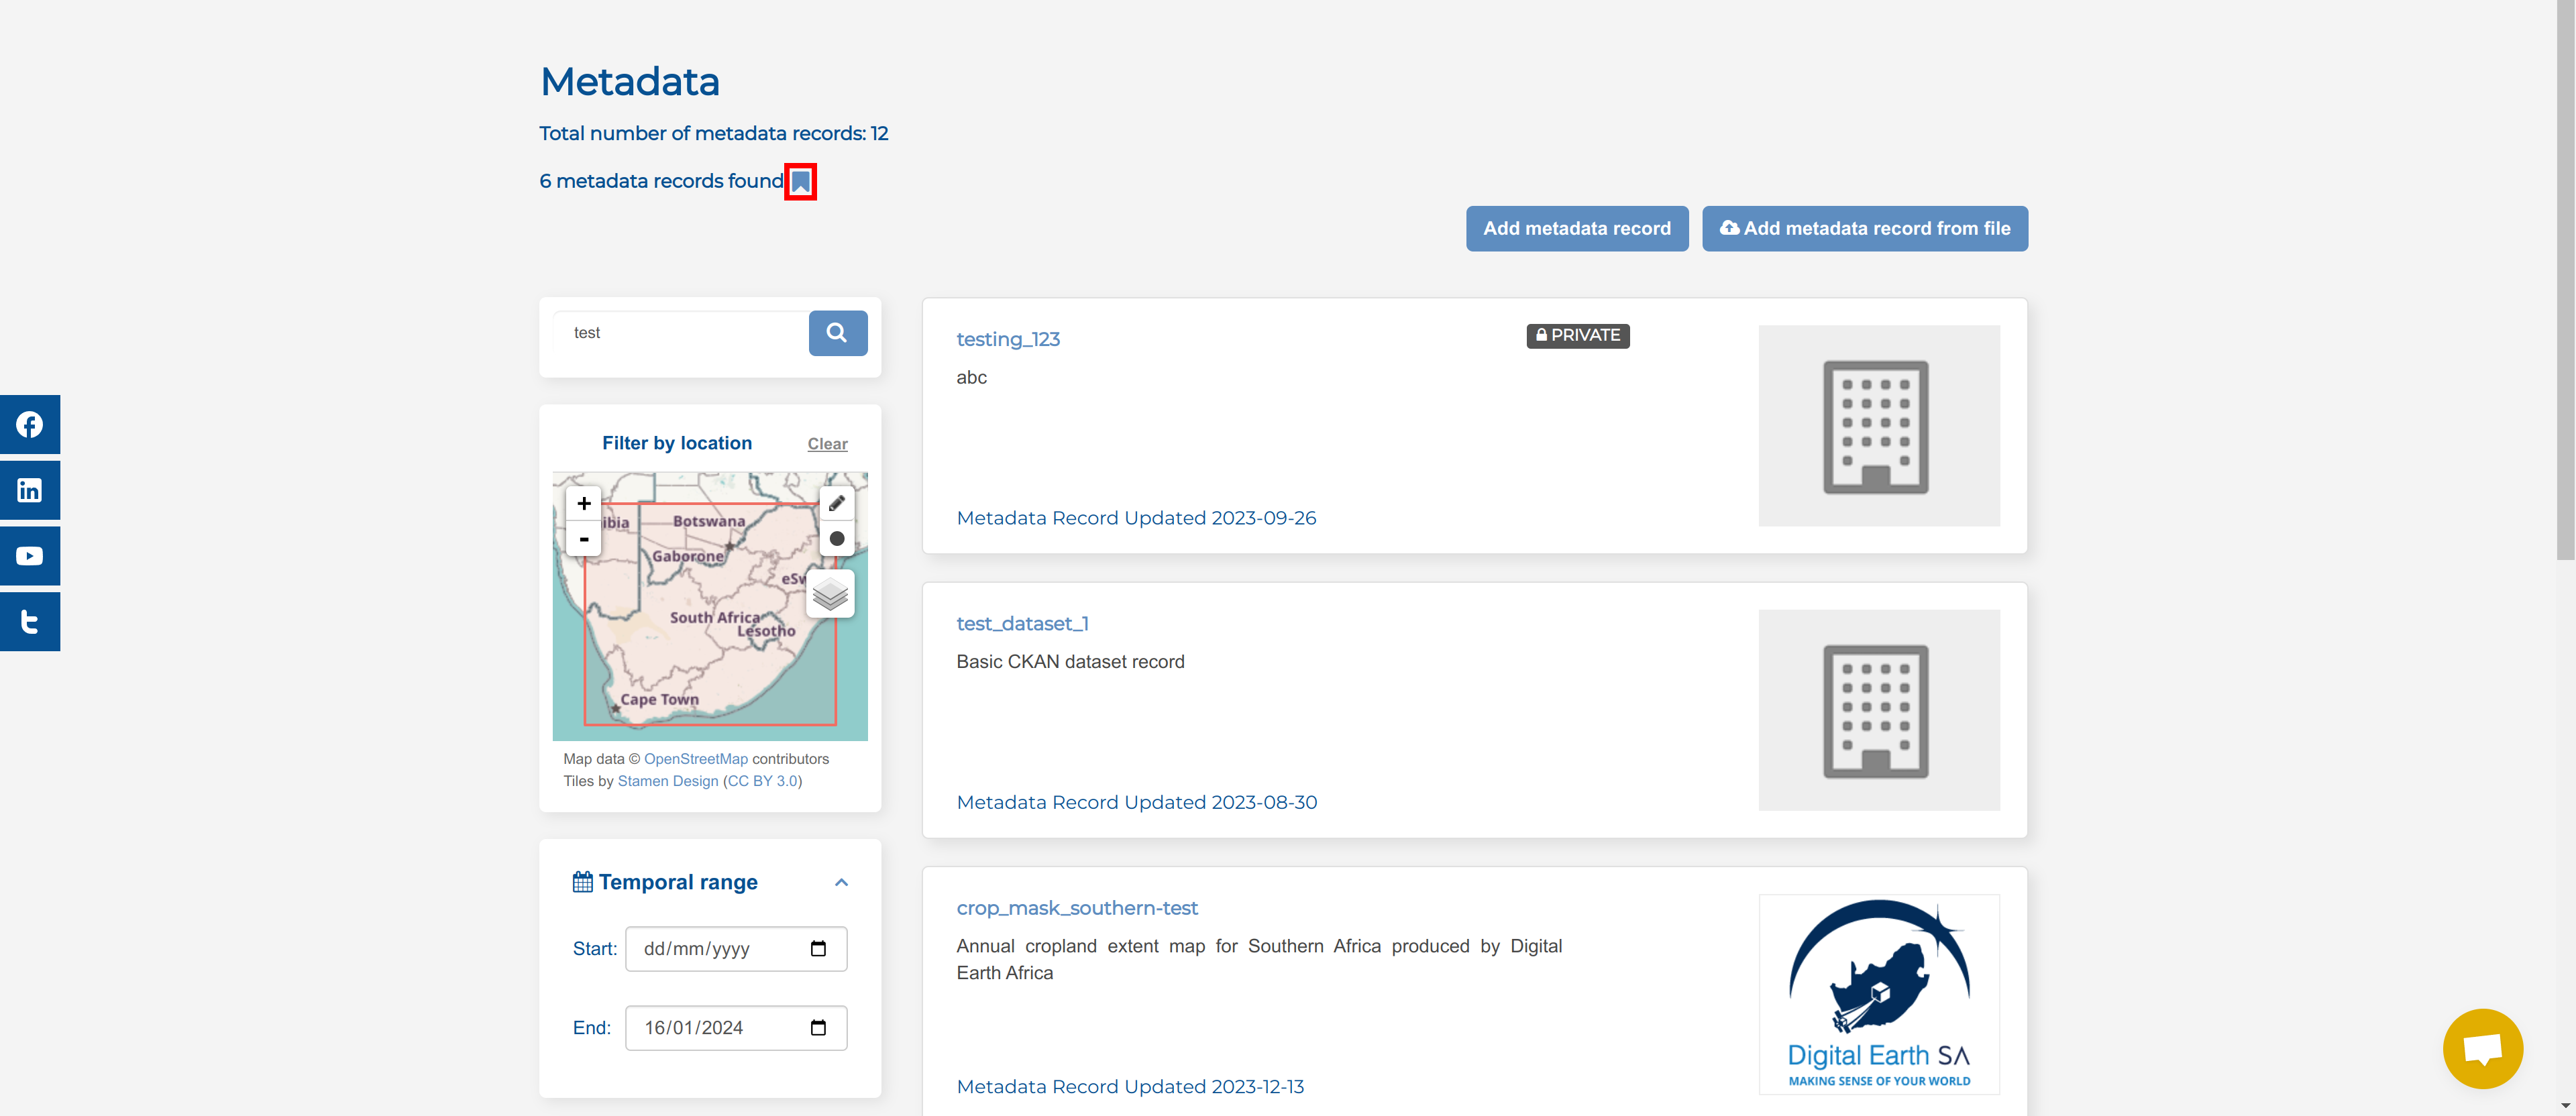 Metadata
Total number of metadata records: 12
6 metadata records found
Add metadata record
Add metadata record from file
test
Filter by location
Clear
+
-
ibia
Botswana
Gaborone
eSw
South Africa
Lesotho
Cape Town
Map data © OpenStreetMap contributors
Tiles by Stamen Design (CC BY 3.0)
Temporal range
Start: dd/mm/yyyy
End: 16/01/2024
testing_123
PRIVATE
abc
Metadata Record Updated 2023-09-26
test_dataset_1
Basic CKAN dataset record
Metadata Record Updated 2023-08-30
crop_mask_southern-test
Annual cropland extent map for Southern Africa produced by Digital
Earth Africa
Metadata Record Updated 2023-12-13
Digital Earth SA
MAKING SENSE OF YOUR WORLD